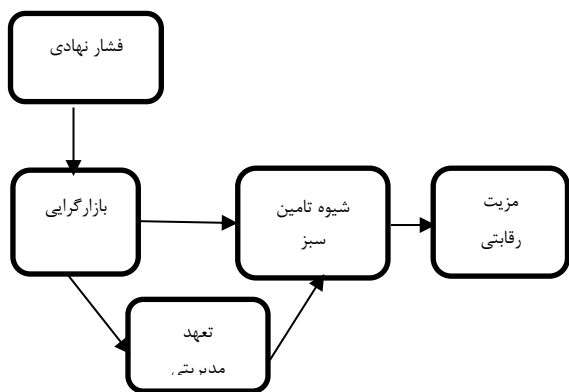 فشار نهادی
بازارگرایی
شیوه تامین
سبز
مزیت
رقابتی
تعهد
مدیریتی